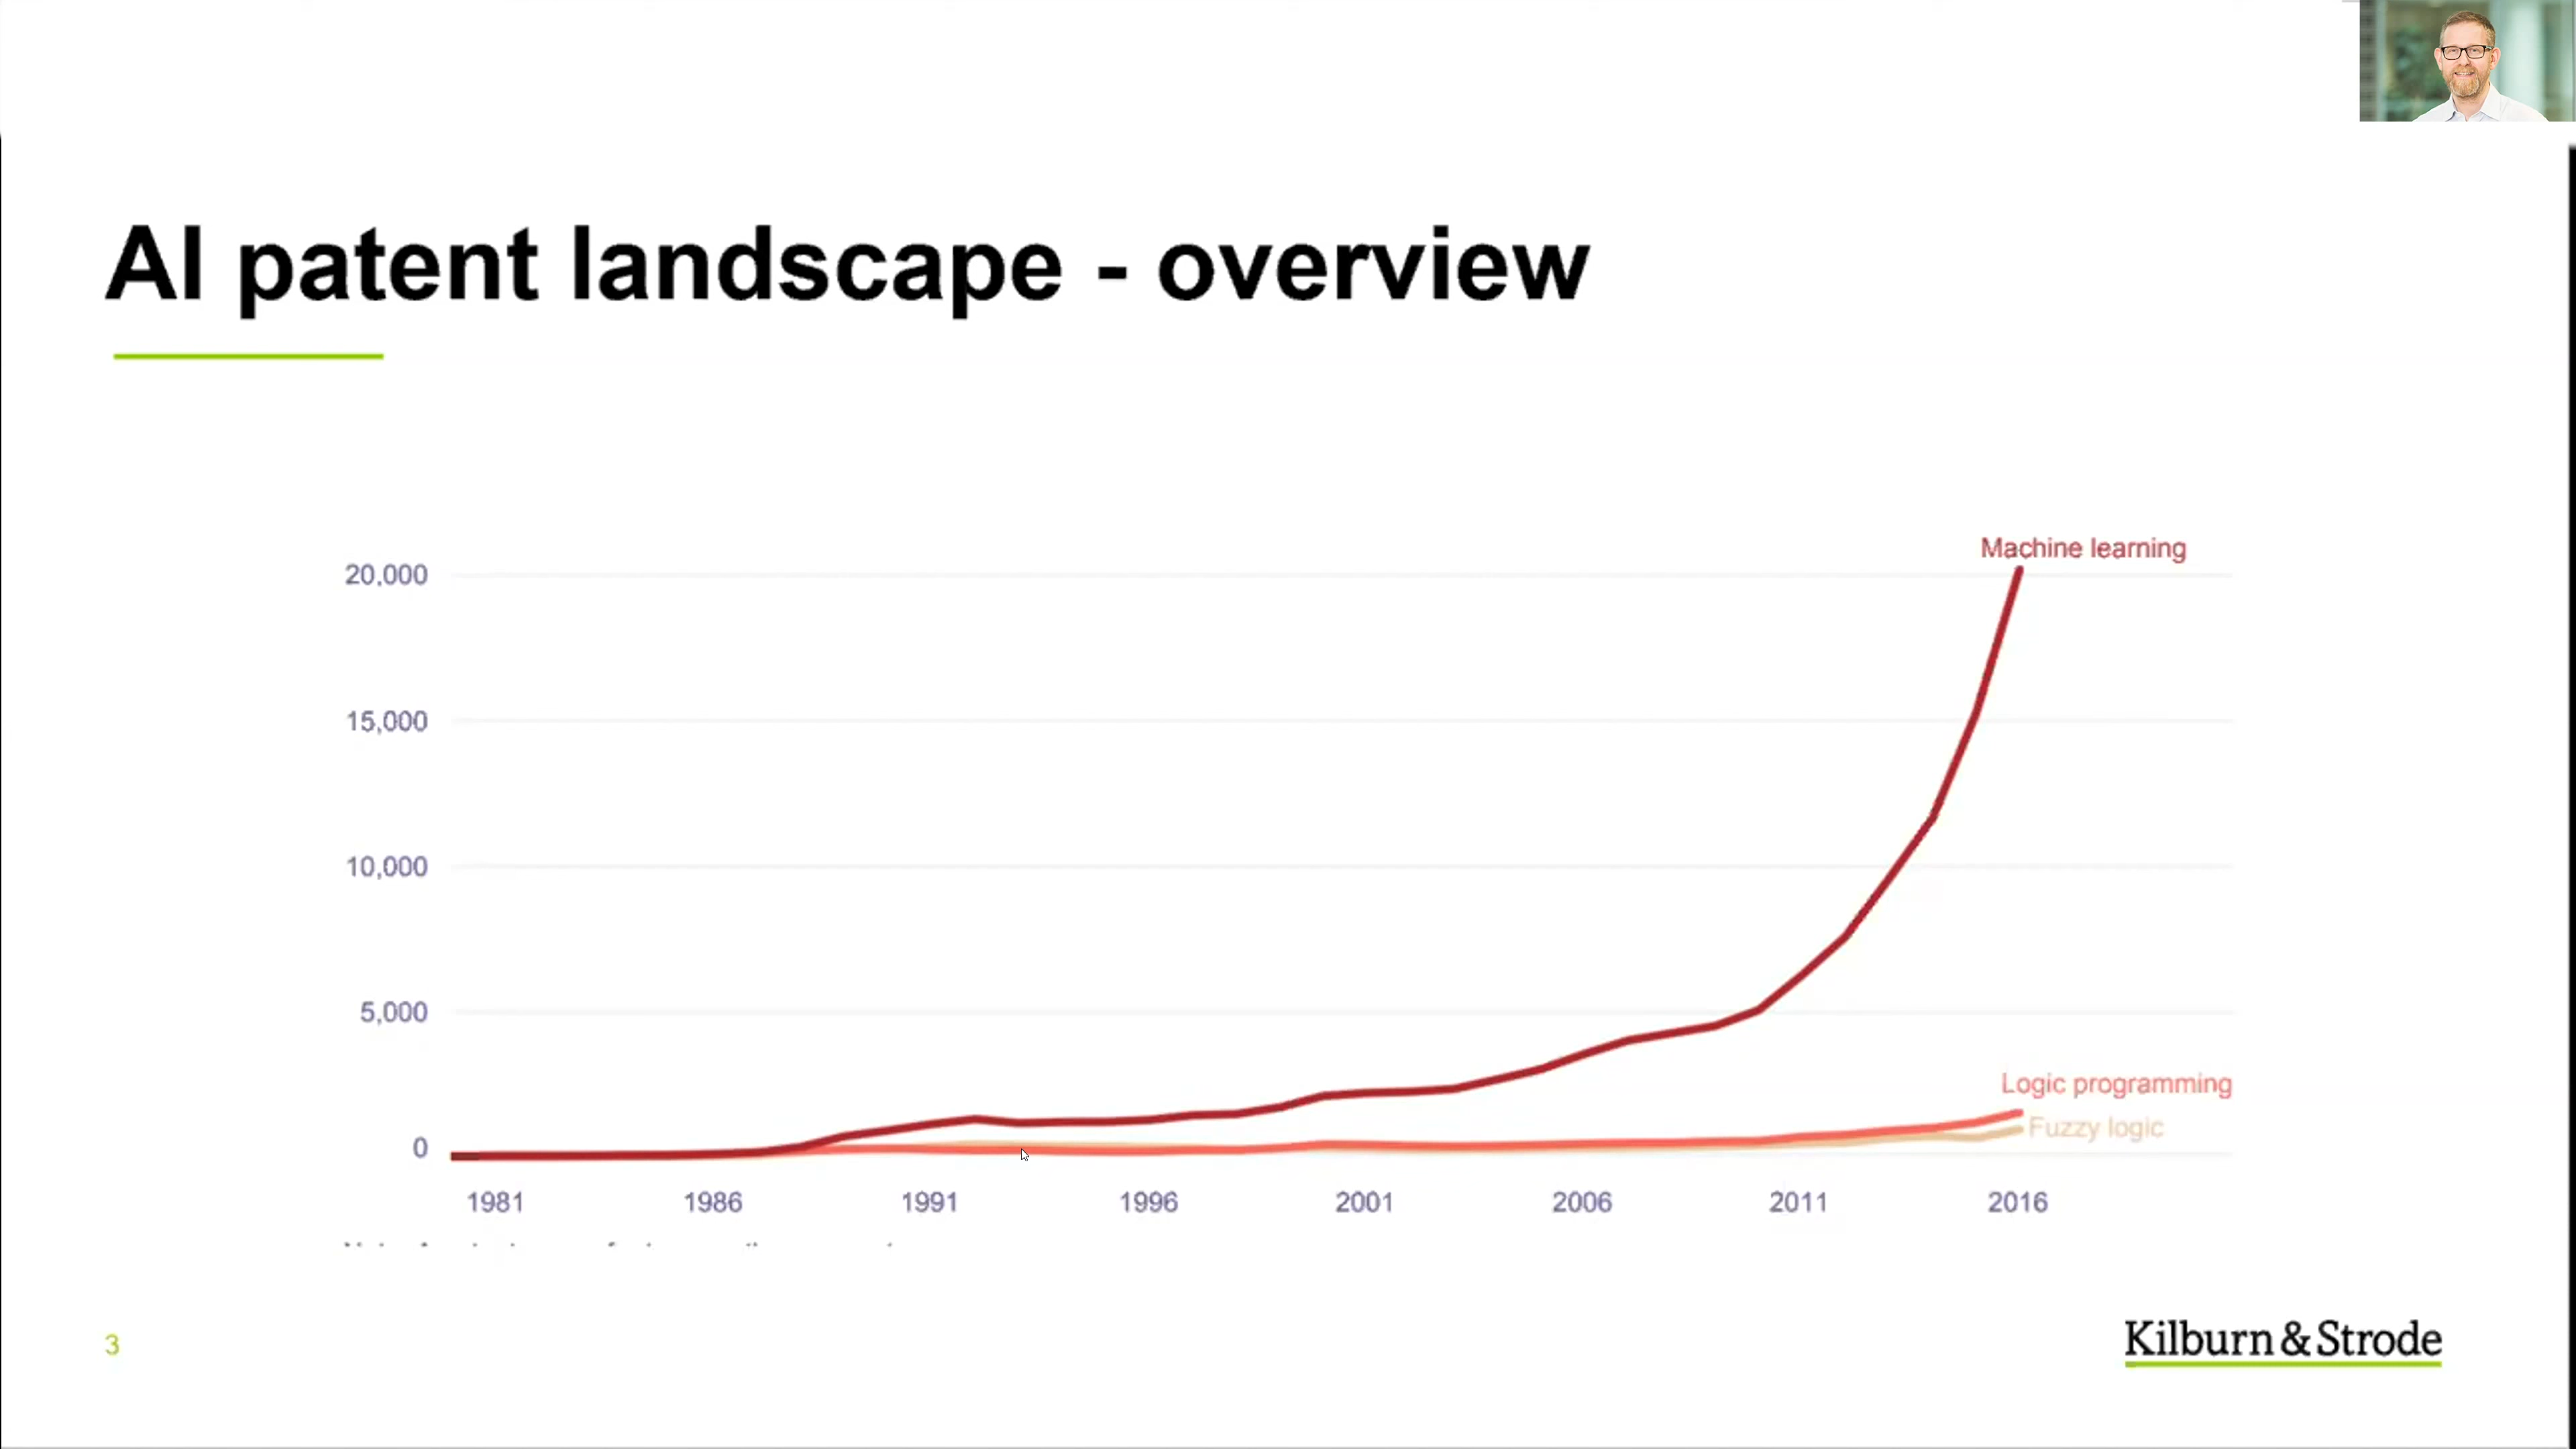 AI patent landscape - overview
Machine learning
20,000
15,000
10,000
5,000
Logic programming
Fuzzy logic
0
1981 1986 1991 1996 2001 2006 2011 2016
3
Kilburn & Strode